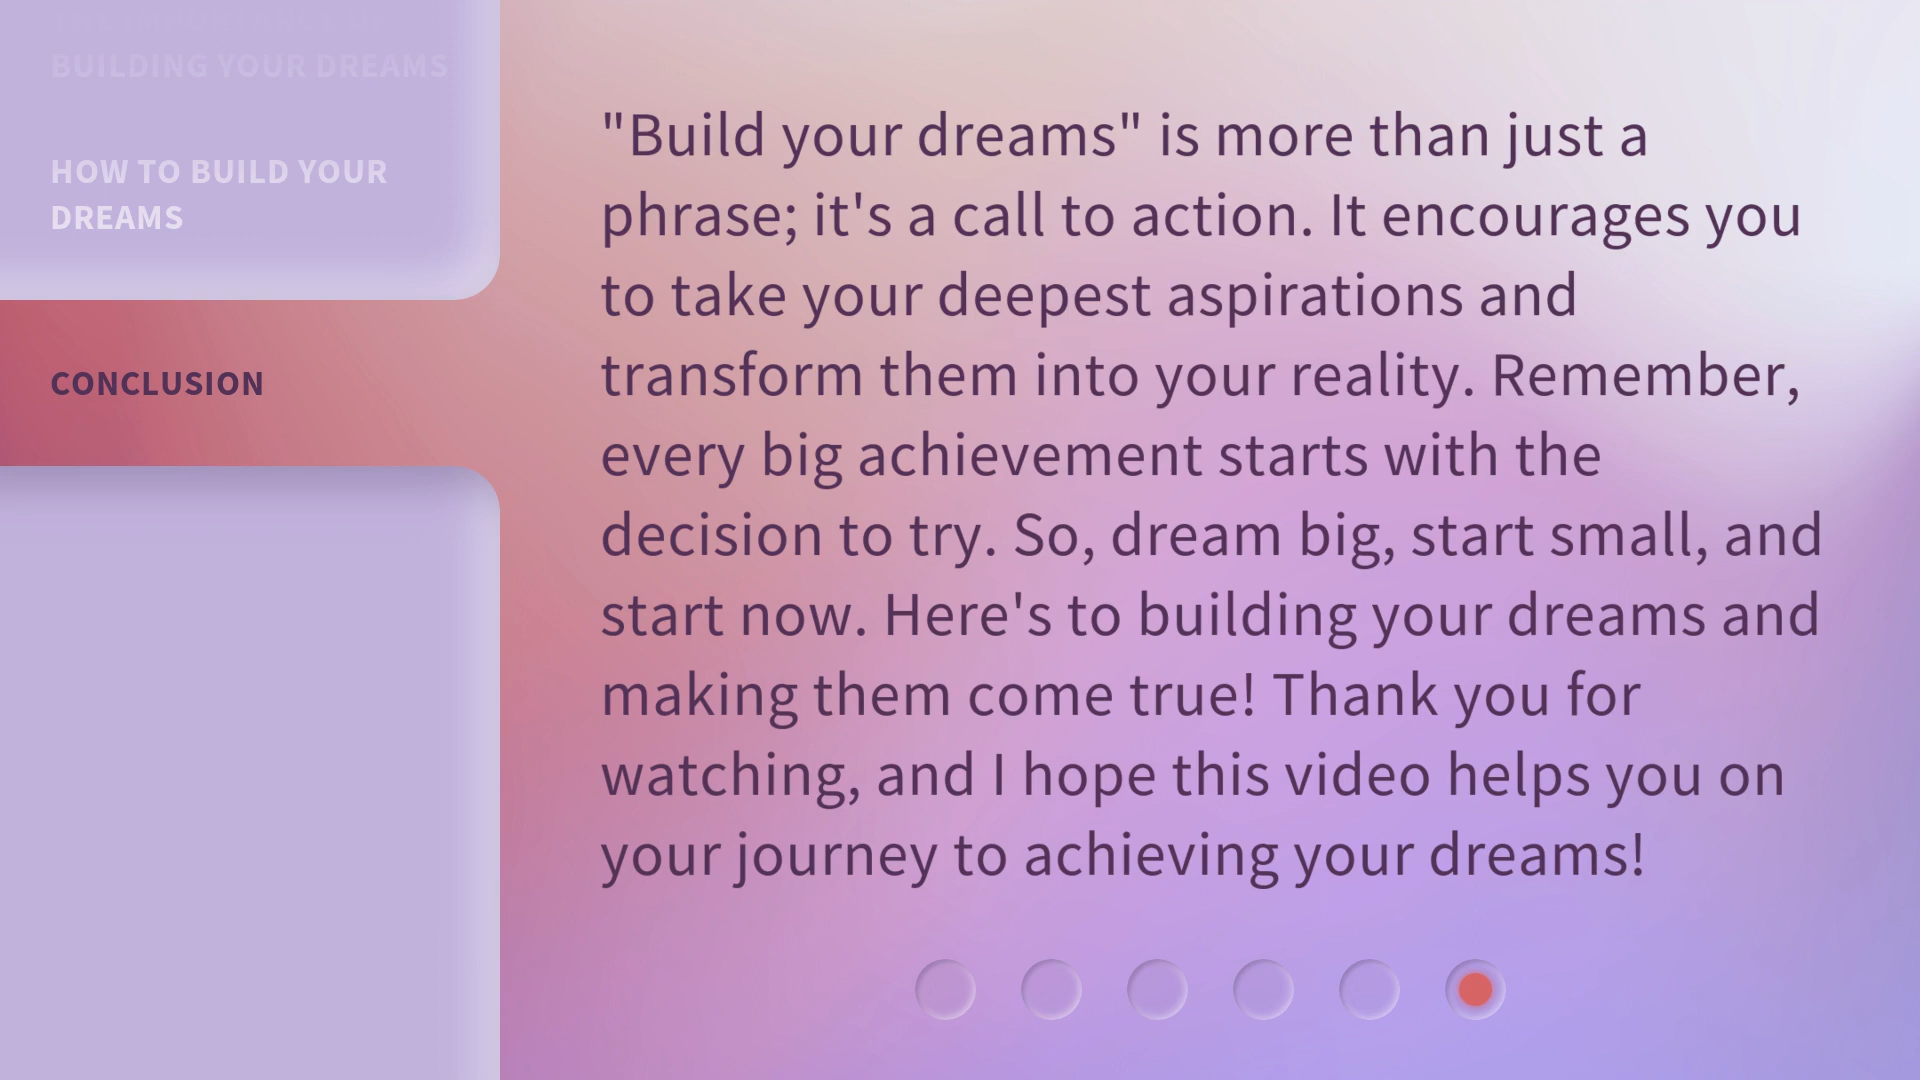 BUILDING YOUR DREAMS
HOW TO BUILD YOUR
DREAMS
CONCLUSION
"Build your dreams" is more than just a
phrase; it's a call to action. It encourages you
to take your deepest aspirations and
transform them into your reality. Remember,
every big achievement starts with the
decision to try. So, dream big, start small, and
start now. Here's to building your dreams and
making them come true! Thank you for
watching, and I hope this video helps you on
your journey to achieving your dreams!